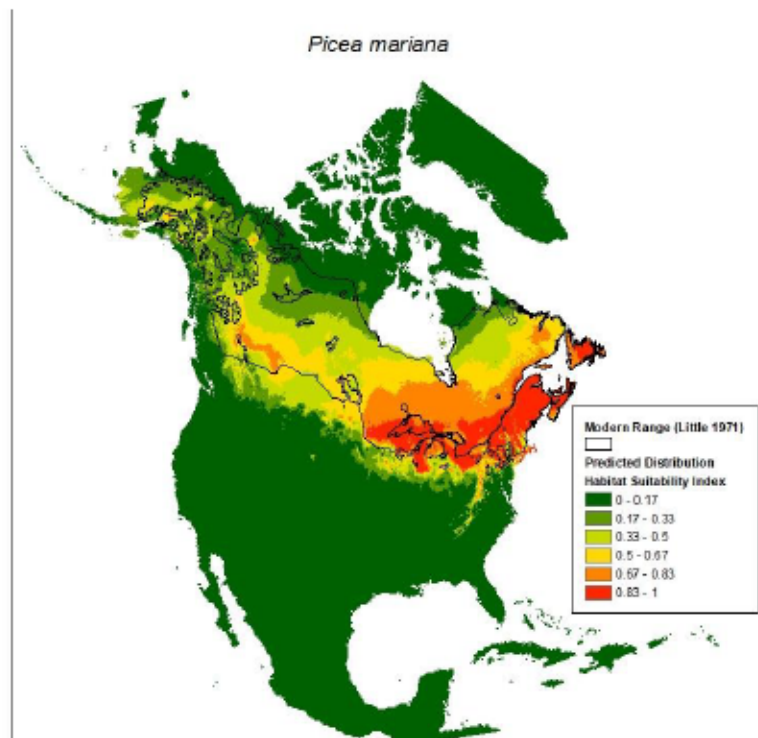 Picea mariana
Modern Range (Little 1971)
Predicted Distribution
Habitat Suitability Index
0 - 0.17
0.17 - 0.33
0.33 - 0.5
0.5 - 0.67
0.67 - 0.83
0.83 - 1